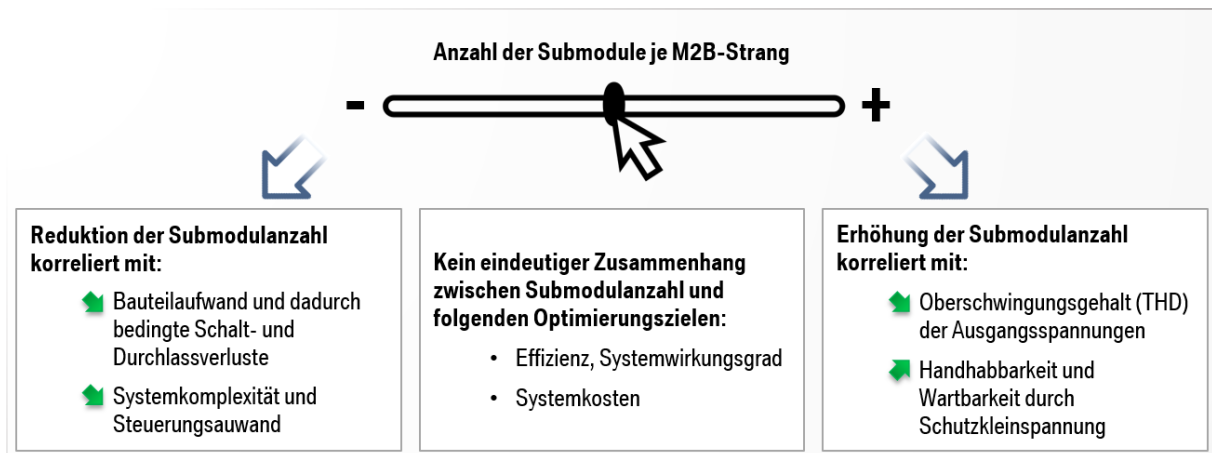 Anzahl der Submodule je M2B-Strang
- +
Reduktion der Submodulanzahl
korreliert mit:
Bauteilaufwand und dadurch
bedingte Schalt- und
Durchlassverluste
Systemkomplexität und
Steuerungsauwand
Kein eindeutiger Zusammenhang
zwischen Submodulanzahl und
folgenden Optimierungszielen:
• Effizienz, Systemwirkungsgrad
• Systemkosten
Erhöhung der Submodulanzahl
korreliert mit:
Oberschwingungsgehalt (THD)
der Ausgangsspannungen
Handhabbarkeit und
Wartbarkeit durch
Schutzkleinspannung